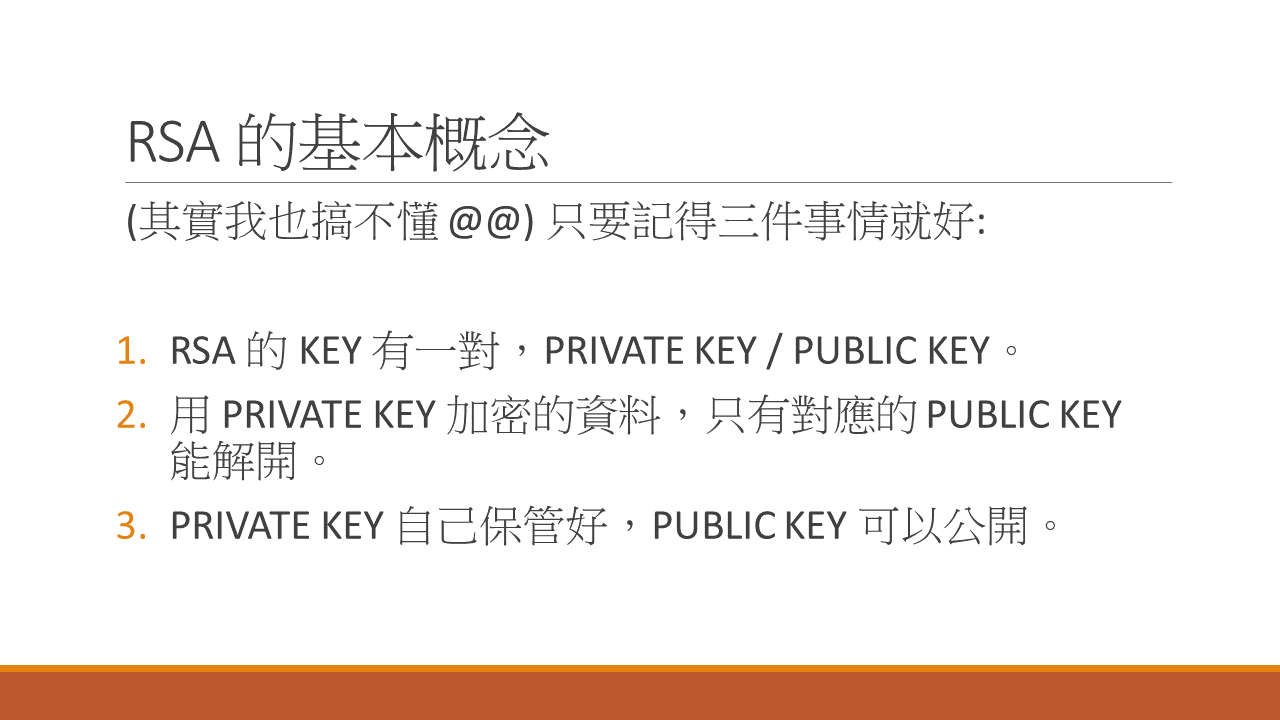 RSA 的基本概念
(其實我也搞不懂 @@) 只要記得三件事情就好:
1. RSA 的 KEY 有一對，PRIVATE KEY / PUBLIC KEY。
2. 用 PRIVATE KEY 加密的資料，只有對應的 PUBLIC KEY
能解開。
3. PRIVATE KEY 自己保管好，PUBLIC KEY 可以公開。